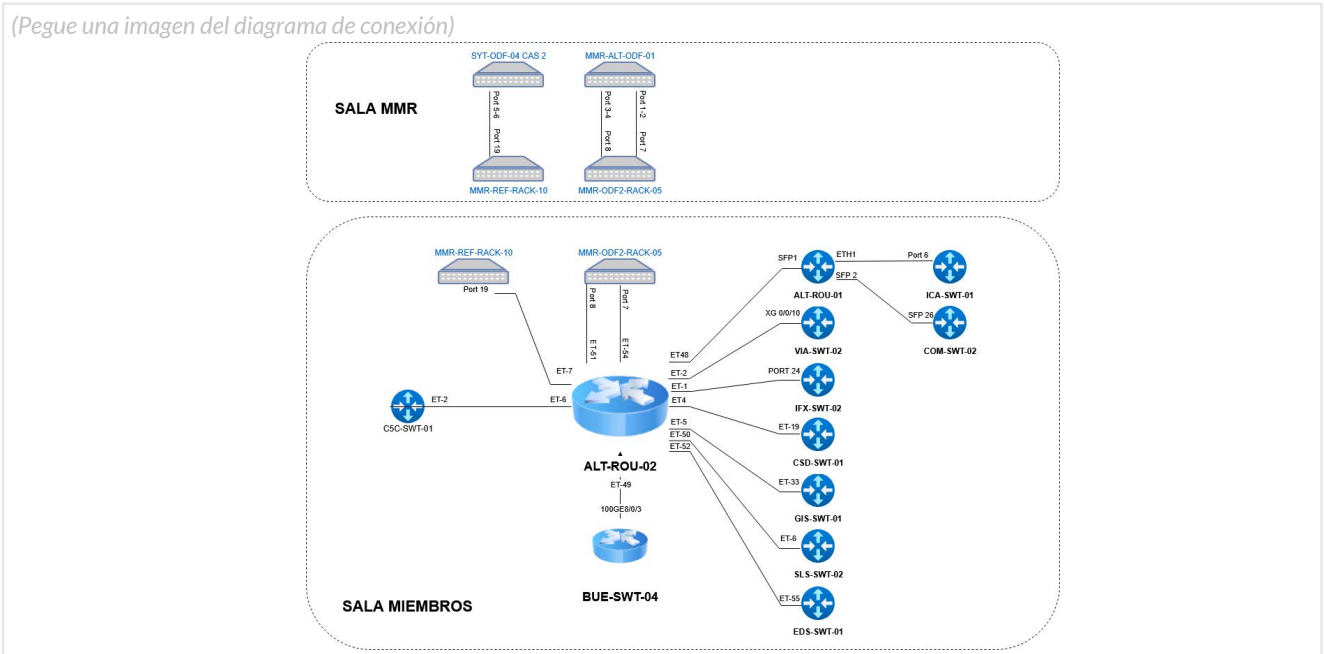 (Pegue una imagen del diagrama de conexión)
SYT-ODF-04 CAS 2
MMR-ALT-ODF-01
SALA MMR
Port 5-6
Port 3-4
Port 1-2
Port 19
Port 8
Port 7
MMR-REF-RACK-10
MMR-ODF2-RACK-05
MMR-REF-RACK-10
MMR-ODF2-RACK-05
Port 19
Port 8
Port 7
ET-51
ET-54
SFP1
ETH1
Port 6
SFP 2
ALT-ROU-01
ICA-SWT-01
XG 0/0/10
SFP 26
VIA-SWT-02
COM-SWT-02
ET48
ET-2
ET-1
ET4
ET-7
ET-6
ET-2
C5C-SWT-01
PORT 24
IFX-SWT-02
ET-5
ET-50
ET-52
ET-19
CSD-SWT-01
ALT-ROU-02
ET-49
ET-33
GIS-SWT-01
100GE8/0/3
ET-6
SLS-SWT-02
BUE-SWT-04
SALA MIEMBROS
ET-55
EDS-SWT-01